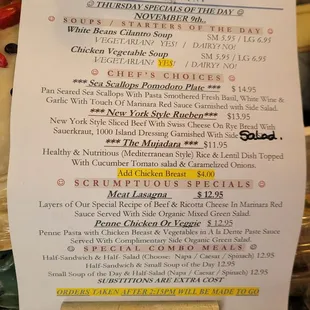 THURSDAY SPECIALS OF THE DAY
NOVEMBER 9th..
☺ SOUPS / STARTERS OF THE DAY ☺
White Beans Cilantro Soup SM 5.95 / LG 6.95
VEGETARIAN? YES! / DAIRY? NO!
Chicken Vegetable Soup SM 5.95 / LG 6.95
VEGETARIAN? YES! / DAIRY? NO!
☺ CHEF'S CHOICES ☺
*** Sea Scallops Pomodoro Plate *** $ 14.95
Pan Seared Sea Scallops With Pasta Smothered Fresh Basil, White Wine &
Garlic With Touch Of Marinara Red Sauce Garnished with Side Salad.
*** New York Style Rueben*** $13.95
New York Style Sliced Beef With Swiss Cheese On Rye Bread With
Sauerkraut, 1000 Island Dressing Garnished With Side Salad.
*** The Mujadara *** $11.95
Healthy & Nutritious (Mediterranean Style) Rice & Lentil Dish Topped
With Cucumber Tomato salad & Caramelized Onions.
Add Chicken Breast $4.00
☺ SCRUMPTUOUS SPECIALS ☺
Meat Lasagna $ 12.95
Layers of Our Special Recipe of Beef & Ricotta Cheese In Marinara Red
Sauce Served With Side Organic Mixed Green Salad.
Penne Chicken Or Veggie $ 12.95
Penne Pasta with Chicken Breast & Vegetables in A la Dente Paste Sauce
Served With Complimentary Side Organic Salad.
☺ SPECIAL COMBO MEALS ☺
Half-Sandwich & Half- Salad (Choose: Napa / Caesar / Spinach) 12.95
Half-Sandwich & Small Soup of the Day 12.95
Small Soup of the Day & Half-Salad (Napa / Caesar / Spinach) 12.95
SUBSTITUTIONS ARE EXTRA COST
ORDERS TAKEN AFTER 2:15PM WILL BE MADE TO GO